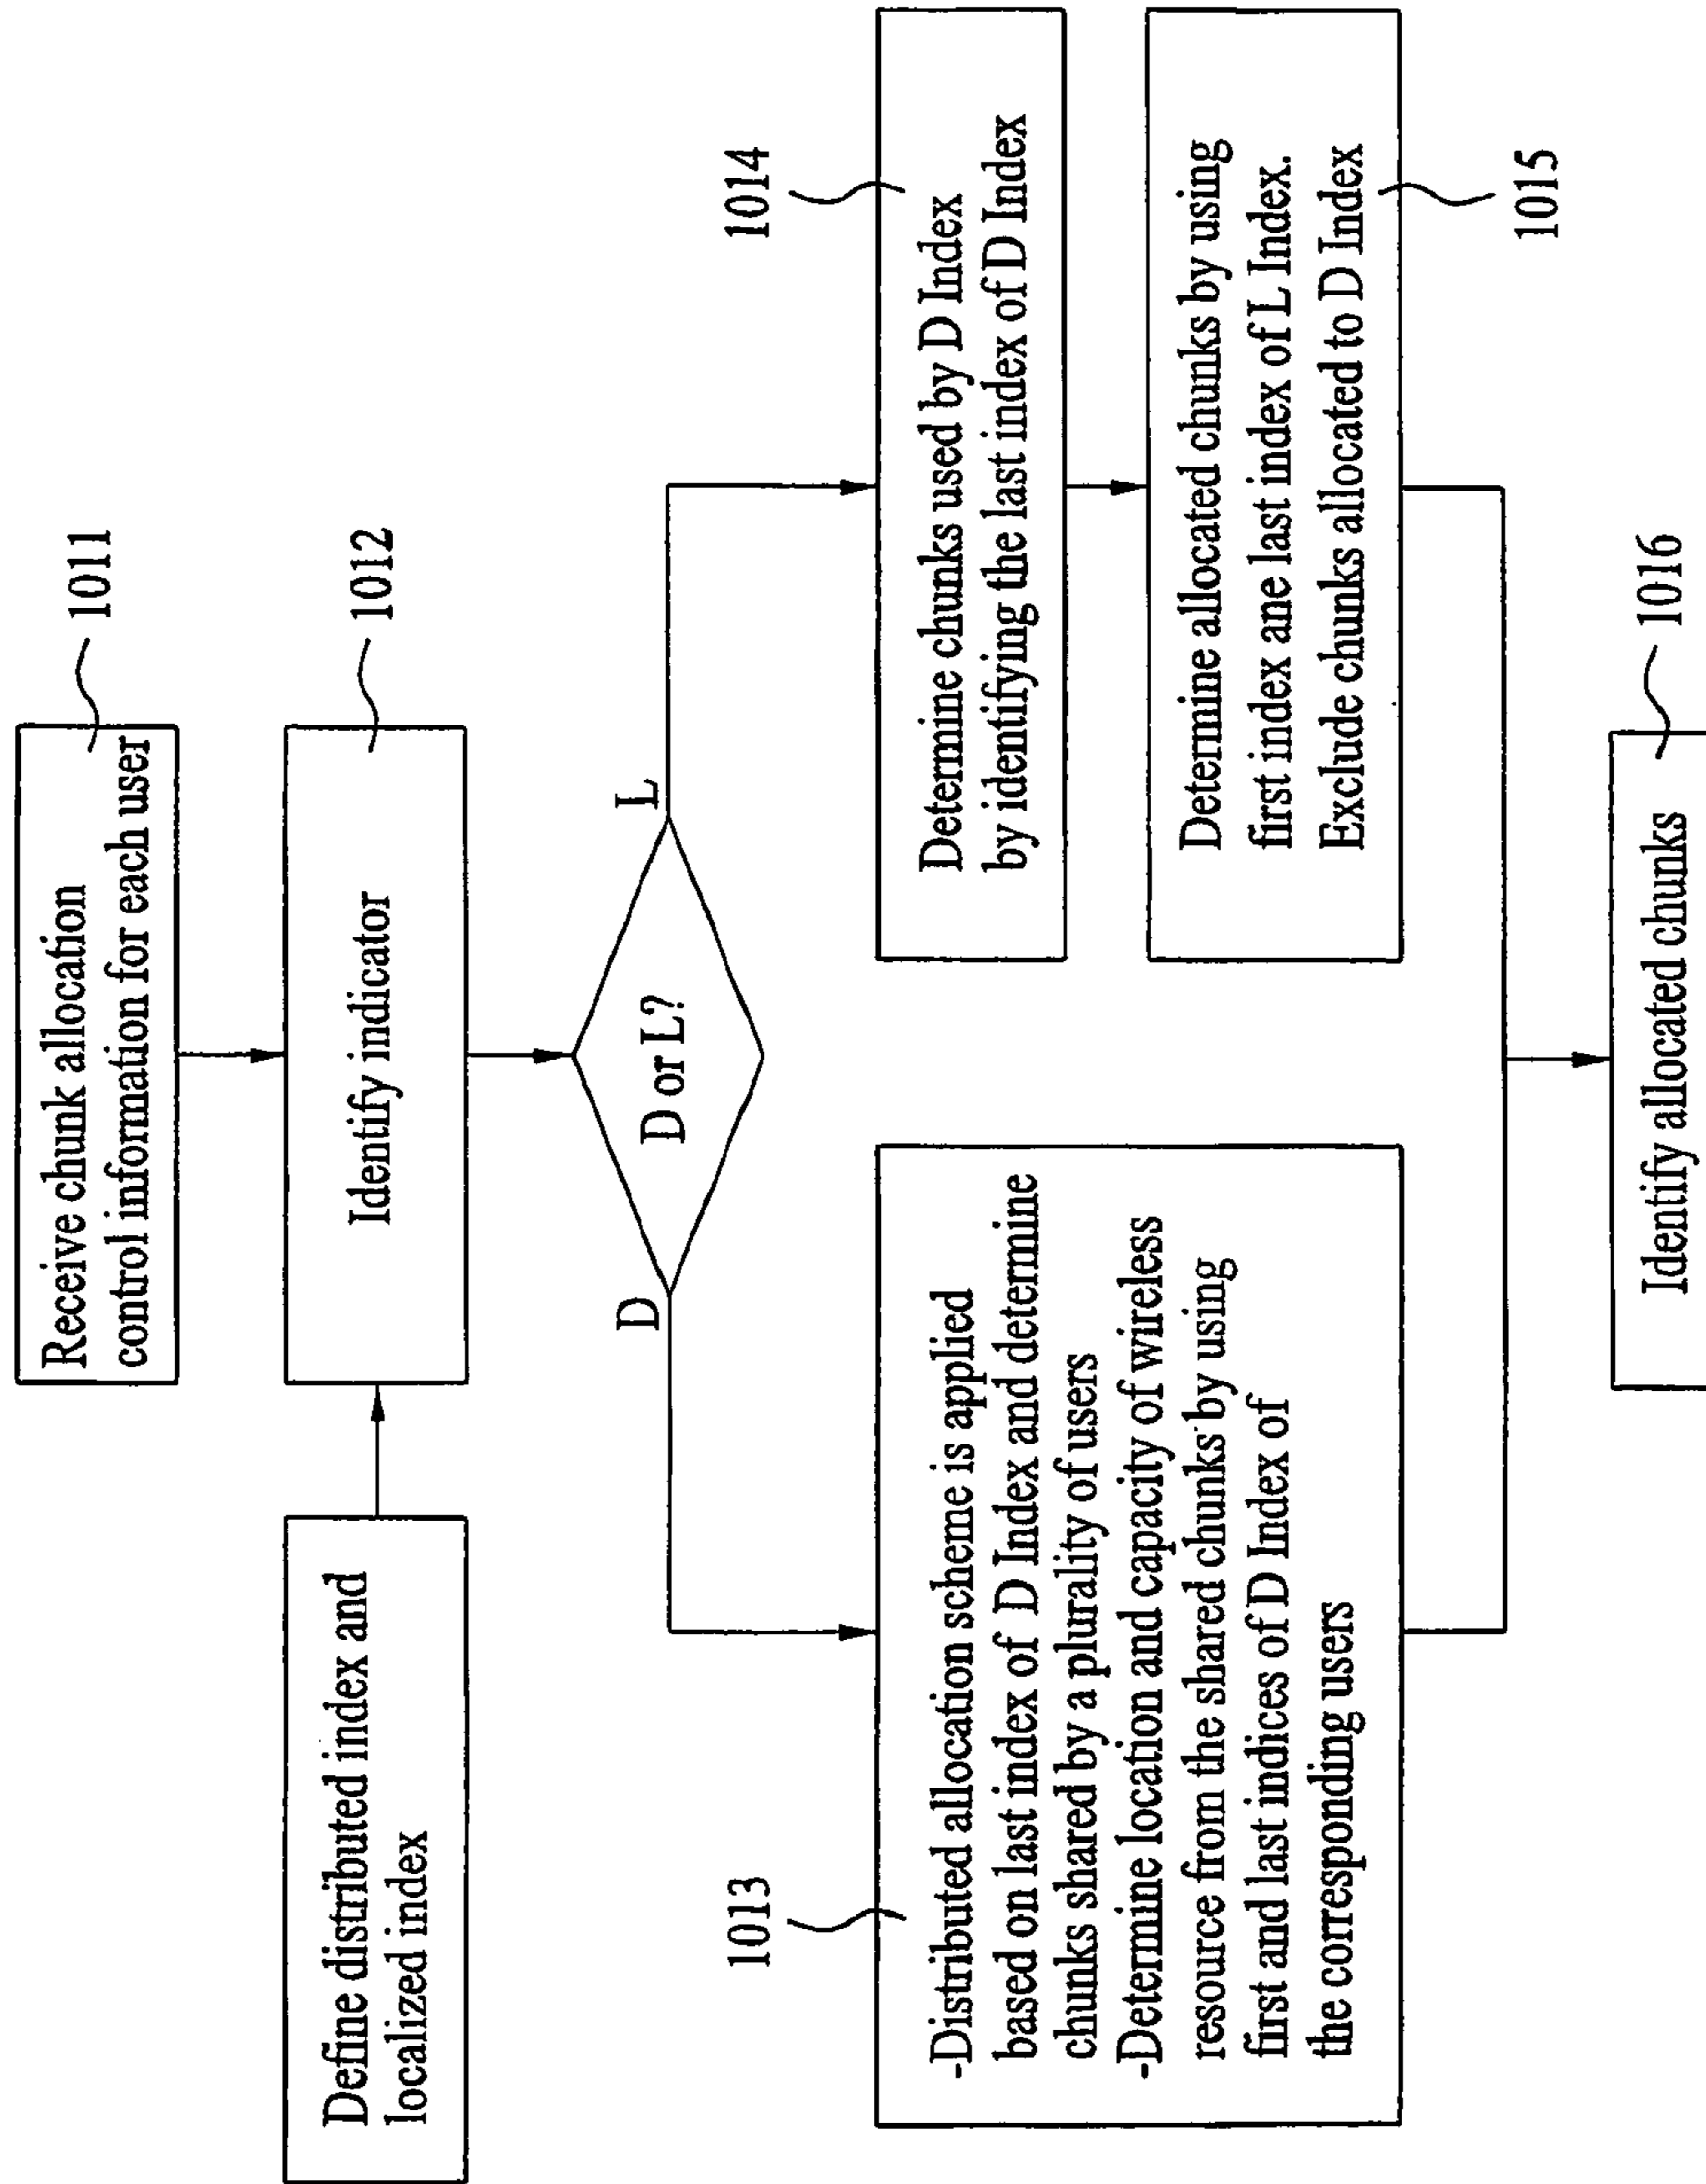 Receive chunk allocation
control information for each user
1011
Define distributed index and
localized index
Identify indicator
1012
D or L?
D
L
1013
-Distributed allocation scheme is applied
based on last index of D Index and determine
chunks shared by a plurality of users
-Determine location and capacity of wireless
resource from the shared chunks by using
first and last indices of D Index of
the corresponding users
1014
Determine chunks used by D Index
by identifying the last index of D Index
Determine allocated chunks by using
first index ane last index of L Index.
Exclude chunks allocated to D Index
1015
Identify allocated chunks
1016